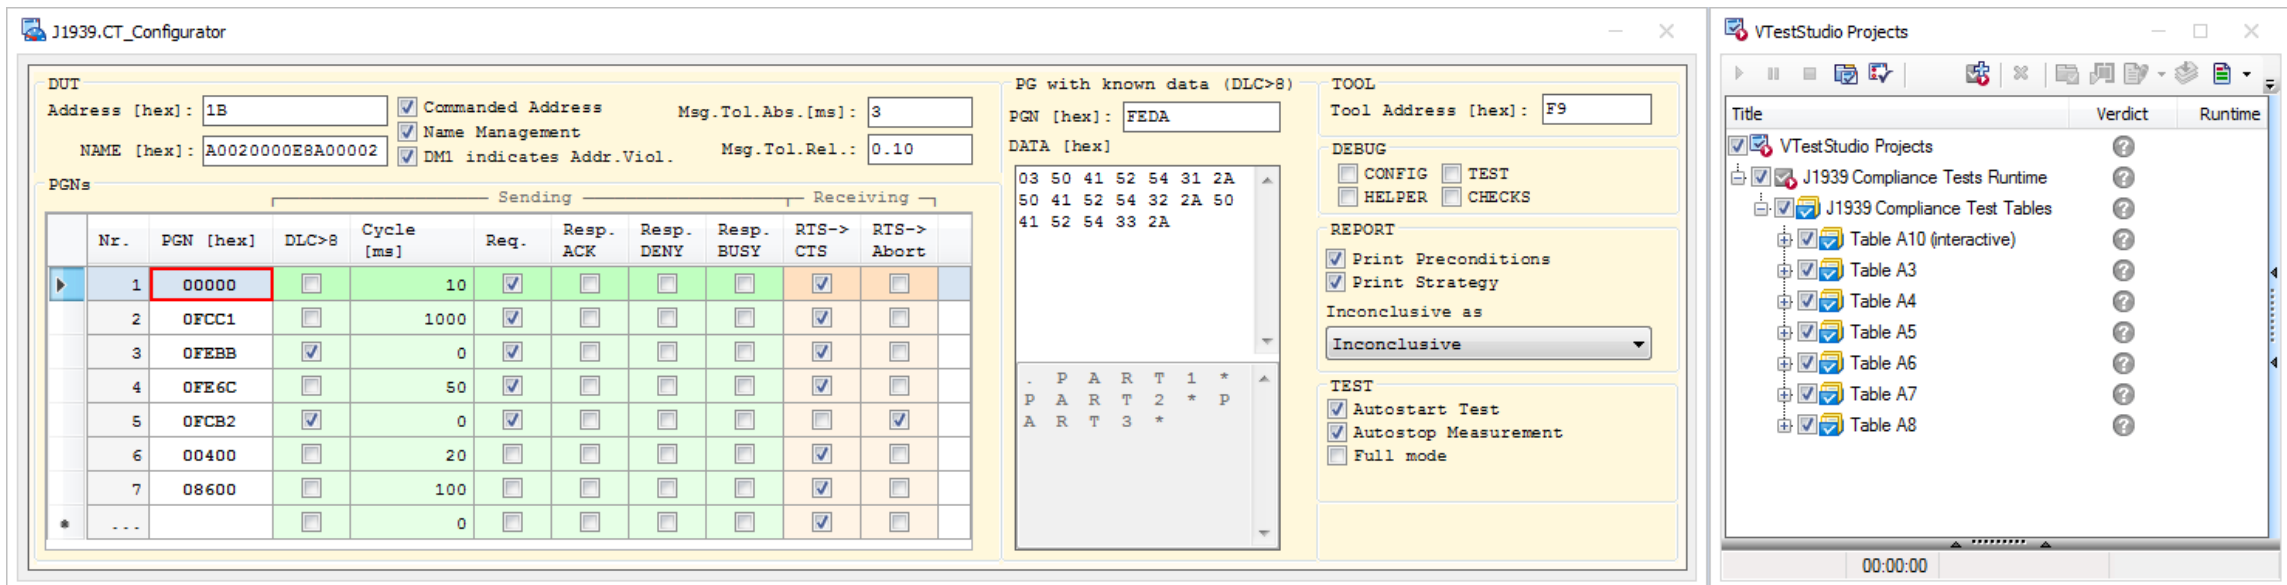 J1939.CT_Configurator
DUT
Address [hex]: 1B
NAME [hex]: A0020000E8A00002
Commanded Address
Name Management
DM1 indicates Addr.Viol.
Msg.Tol.Abs.[ms]: 3
Msg.Tol.Rel.: 0.10
PGNs
Sending Receiving
Nr. PGN [hex] DLC>8 Cycle [ms] Req. Resp. ACK Resp. DENY Resp. BUSY RTS-> CTS RTS-> Abort
1 00000 10
2 0FCC1 1000
3 0FEBB 0
4 0FE6C 50
5 0FCB2 0
6 00400 20
7 08600 100
* ... 0
PG with known data (DLC>8)
PGN [hex]: FEDA
DATA [hex]
03 50 41 52 54 31 2A
50 41 52 54 32 2A 50
41 52 54 33 2A
. P A R T 1 *
P A R T 2 * P
A R T 3 *
TOOL
Tool Address [hex]: F9
DEBUG
CONFIG TEST
HELPER CHECKS
REPORT
Print Preconditions
Print Strategy
Inconclusive as
Inconclusive
TEST
Autostart Test
Autostop Measurement
Full mode
VTestStudio Projects
Title Verdict Runtime
VTestStudio Projects
J1939 Compliance Tests Runtime
J1939 Compliance Test Tables
Table A10 (interactive)
Table A3
Table A4
Table A5
Table A6
Table A7
Table A8
00:00:00